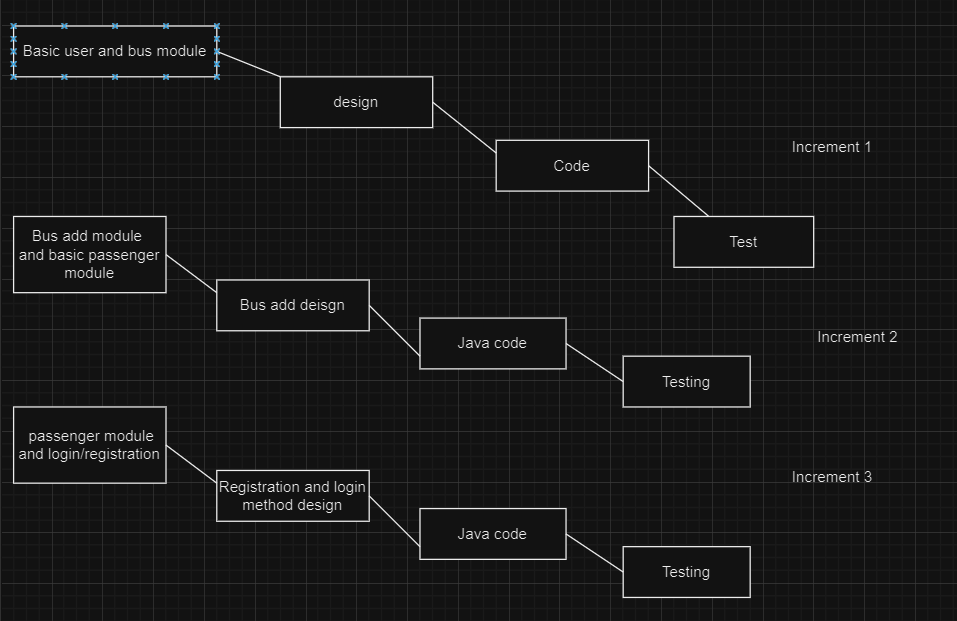 Basic user and bus module
design
Code
Increment 1
Test
Bus add module
and basic passenger
module
Bus add deisgn
Java code
Increment 2
Testing
passenger module
and login/registration
Registration and login
method design
Increment 3
Java code
Testing